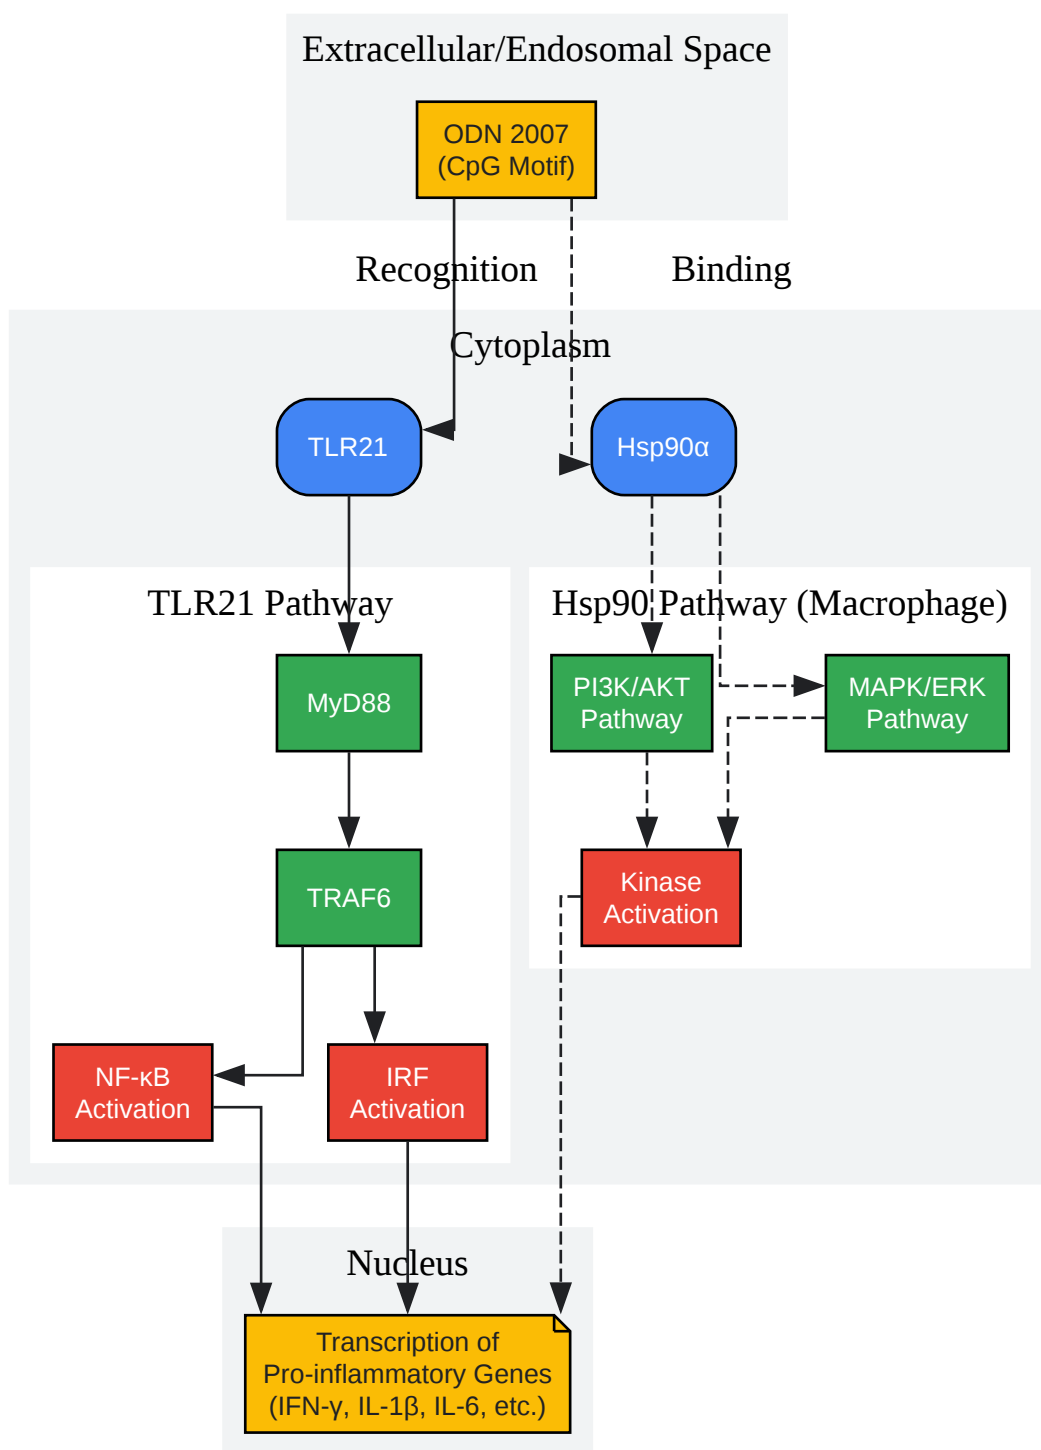 Extracellular/Endosomal Space
ODN 2007
(CpG Motif)
Recognition
Binding
Cytoplasm
TLR21
Hsp90α
TLR21 Pathway
Hsp90 Pathway (Macrophage)
MyD88
PI3K/AKT
Pathway
MAPK/ERK
Pathway
TRAF6
Kinase
Activation
NF-κB
Activation
IRF
Activation
Nucleus
Transcription of
Pro-inflammatory Genes
(IFN-γ, IL-1β, IL-6, etc.)